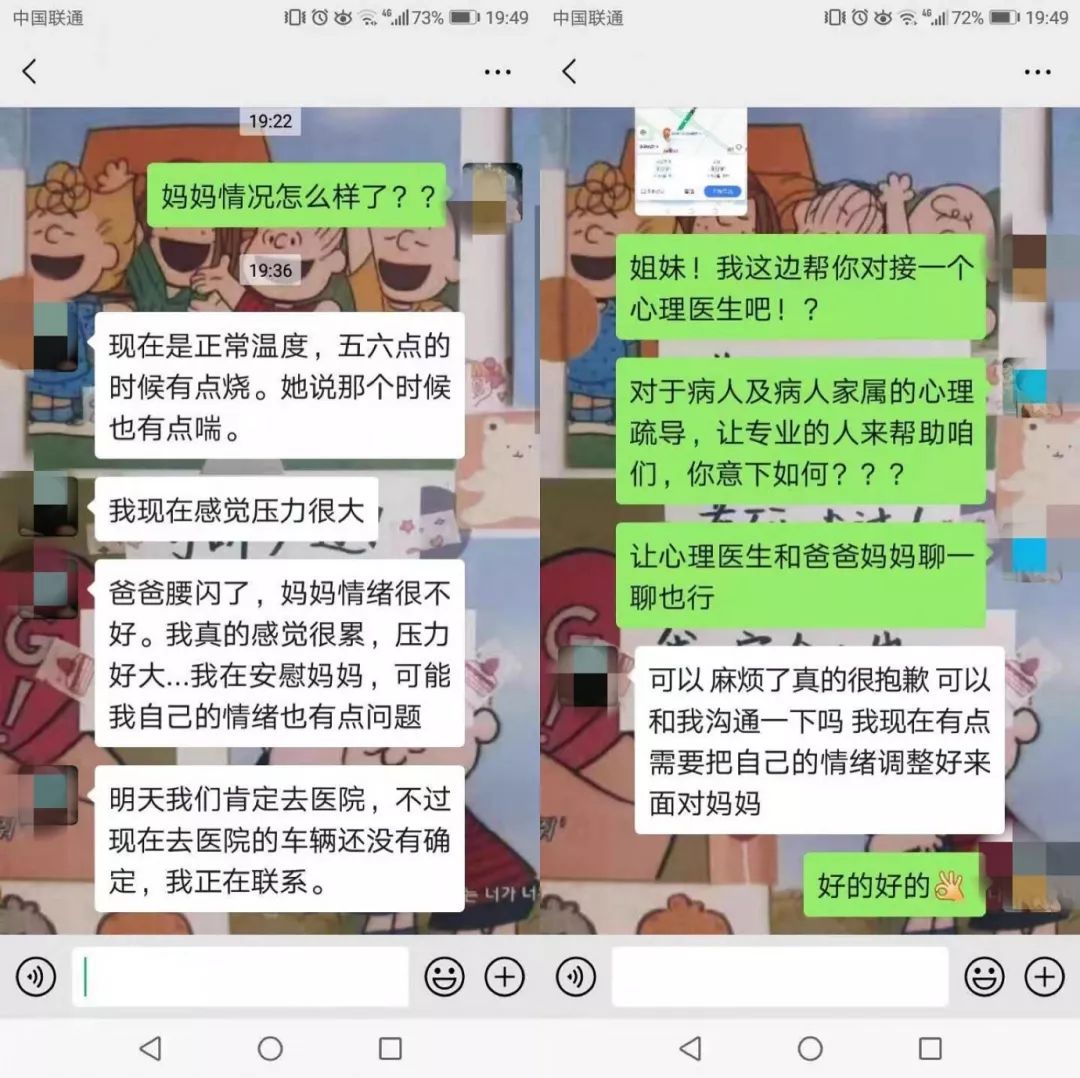 中国联通
4G
73%
19:49
19:22
妈妈情况怎么样了？？
19:36
现在是正常温度，五六点的
时候有点烧。她说那个时候
也有点喘。
我现在感觉压力很大
爸爸腰闪了，妈妈情绪很不
好。我真的感觉很累，压力
好大...我在安慰妈妈，可能
我自己的情绪也有点问题
明天我们肯定去医院，不过
现在去医院的车辆还没有确
定，我正在联系。
는 너가 너
中国联通
4G
72%
19:49
姐妹！我这边帮你对接一个
心理医生吧！？
对于病人及病人家属的心理
疏导，让专业的人来帮助咱
们，你意下如何？？？
让心理医生和爸爸妈妈聊一
聊也行
可以 麻烦了真的很抱歉 可以
和我沟通一下吗 我现在有点
需要把自己的情绪调整好来
面对妈妈
好的好的👌